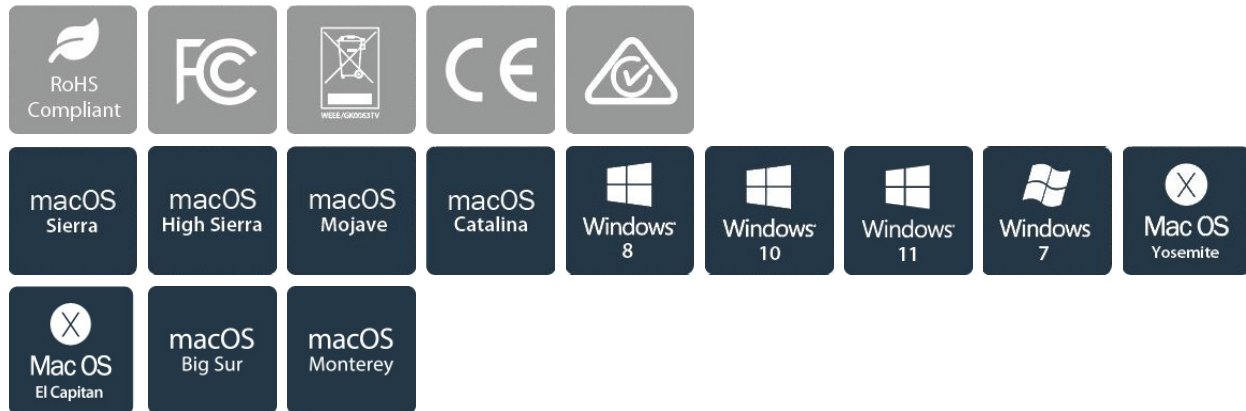 RoHS
Compliant
FC
WEEE/GK0083TV
CE
macOS
Sierra
macOS
High Sierra
macOS
Mojave
macOS
Catalina
Windows
8
Windows
10
Windows
11
Windows
7
X
Mac OS
Yosemite
X
Mac OS
El Capitan
macOS
Big Sur
macOS
Monterey